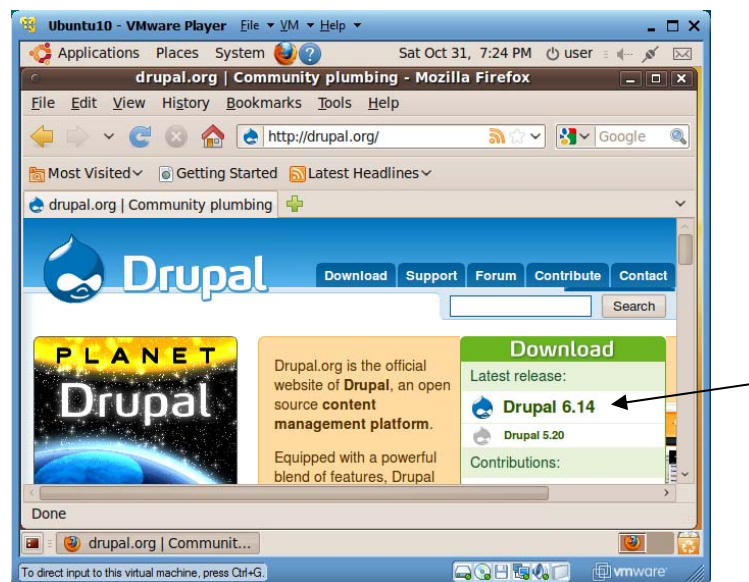 Ubuntu10 - VMware Player File VM Help
Applications Places System Sat Oct 31, 7:24 PM user
drupal.org | Community plumbing - Mozilla Firefox
File Edit View History Bookmarks Tools Help
http://drupal.org/ Google
Most Visited Getting Started Latest Headlines
drupal.org | Community plumbing
Drupal
Download Support Forum Contribute Contact
Search
PLANET
Drupal
Drupal.org is the official
website of Drupal, an open
source content
management platform.
Equipped with a powerful
blend of features, Drupal
Download
Latest release:
Drupal 6.14
Drupal 5.20
Contributions:
Done
drupal.org | Communit...
To direct input to this virtual machine, press Ctrl+G.
vmware